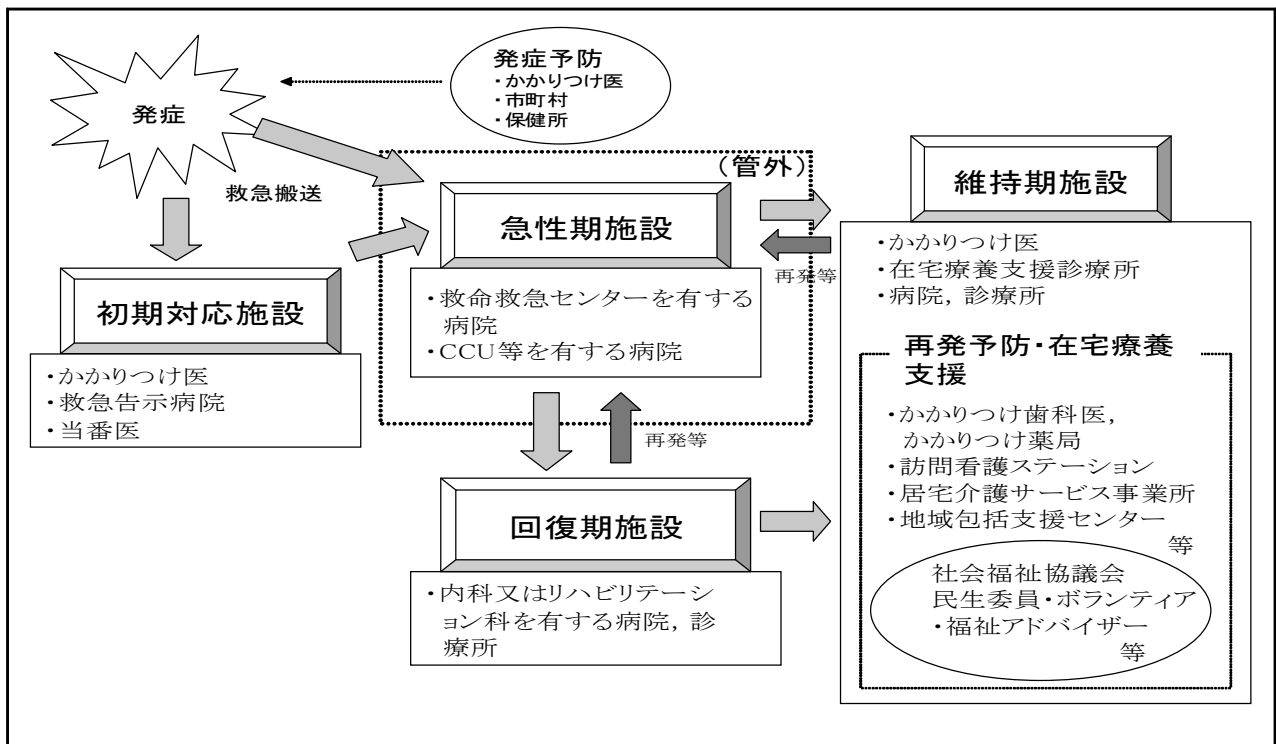 発症予防
・かかりつけ医
・市町村
・保健所
発症
救急搬送
(管外)
急性期施設
・救命救急センターを有する
病院
・CCU等を有する病院
初期対応施設
・かかりつけ医
・救急告示病院
・当番医
再発等
再発等
回復期施設
・内科又はリハビリテーシ
ョン科を有する病院，診
療所
維持期施設
・かかりつけ医
・在宅療養支援診療所
・病院，診療所
再発予防・在宅療養
支援
・かかりつけ歯科医，
かかりつけ薬局
・訪問看護ステーション
・居宅介護サービス事業所
・地域包括支援センター
等
社会福祉協議会
民生委員・ボランティア
・福祉アドバイザー
等